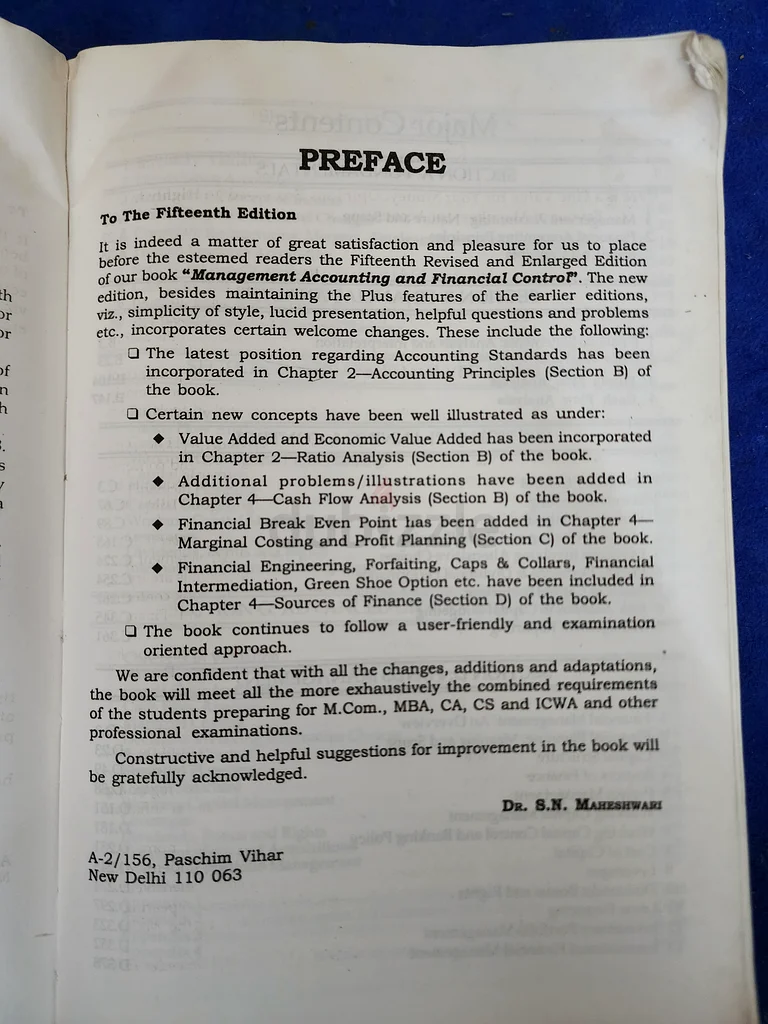 PREFACE
To The Fifteenth Edition
It is indeed a matter of great satisfaction and pleasure for us to place
before the esteemed readers the Fifteenth Revised and Enlarged Edition
of our book "Management Accounting and Financial Control". The new
edition, besides maintaining the Plus features of the earlier editions,
viz., simplicity of style, lucid presentation, helpful questions and problems
etc., incorporates certain welcome changes. These include the following:
❑ The latest position regarding Accounting Standards has been
incorporated in Chapter 2—Accounting Principles (Section B) of
the book.
❑ Certain new concepts have been well illustrated as under:
◆ Value Added and Economic Value Added has been incorporated
in Chapter 2—Ratio Analysis (Section B) of the book.
◆ Additional problems/illustrations have been added in
Chapter 4—Cash Flow Analysis (Section B) of the book.
◆ Financial Break Even Point has been added in Chapter 4—
Marginal Costing and Profit Planning (Section C) of the book.
◆ Financial Engineering, Forfaiting, Caps & Collars, Financial
Intermediation, Green Shoe Option etc. have been included in
Chapter 4—Sources of Finance (Section D) of the book.
❑ The book continues to follow a user-friendly and examination
oriented approach.
We are confident that with all the changes, additions and adaptations,
the book will meet all the more exhaustively the combined requirements
of the students preparing for M.Com., MBA, CA, CS and ICWA and other
professional examinations.
Constructive and helpful suggestions for improvement in the book will
be gratefully acknowledged.
DR. S.N. MAHESHWARI
A-2/156, Paschim Vihar
New Delhi 110 063